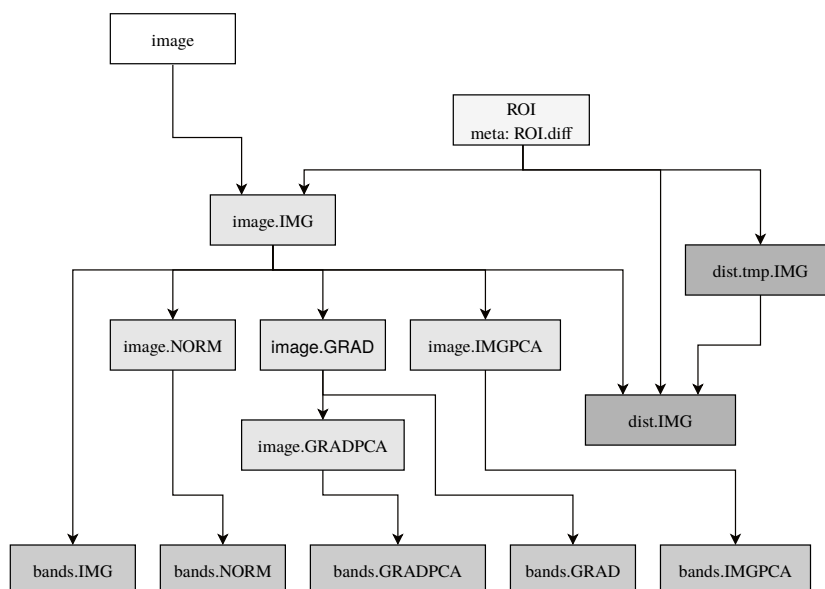 image
ROI
meta: ROI.diff
image.IMG
dist.tmp.IMG
image.NORM
image.GRAD
image.IMGPCA
dist.IMG
image.GRADPCA
bands.IMG
bands.NORM
bands.GRADPCA
bands.GRAD
bands.IMGPCA